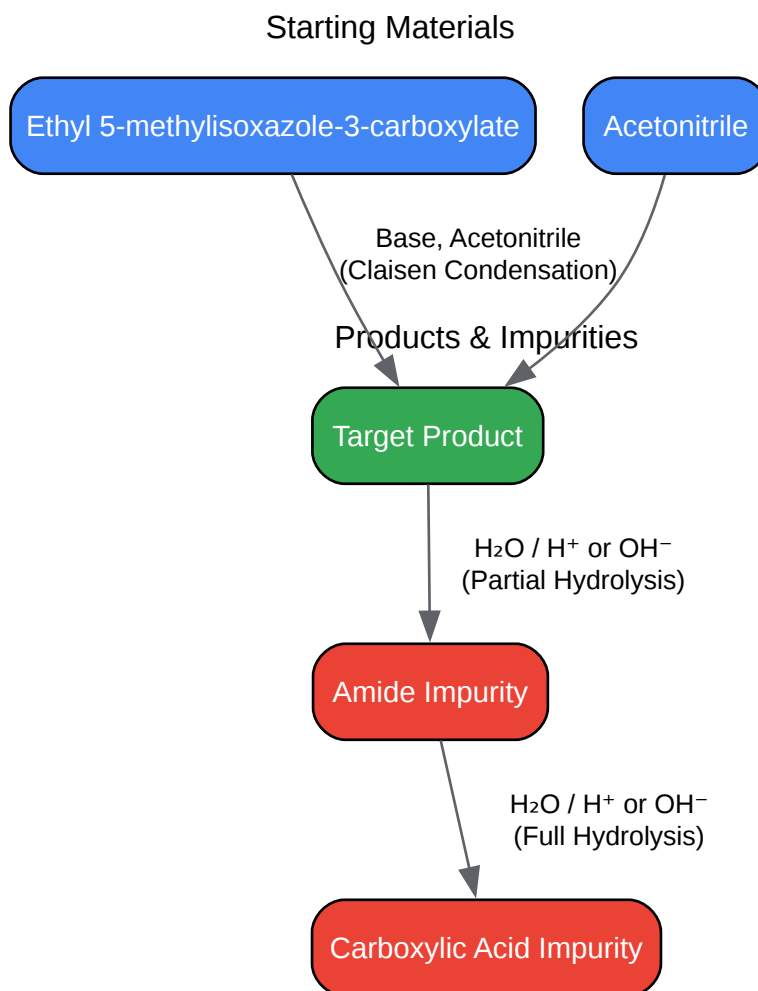 Starting Materials
Ethyl 5-methylisoxazole-3-carboxylate
Acetonitrile
Base, Acetonitrile
(Claisen Condensation)
Products & Impurities
Target Product
H₂O / H⁺ or OH⁻
(Partial Hydrolysis)
Amide Impurity
H₂O / H⁺ or OH⁻
(Full Hydrolysis)
Carboxylic Acid Impurity